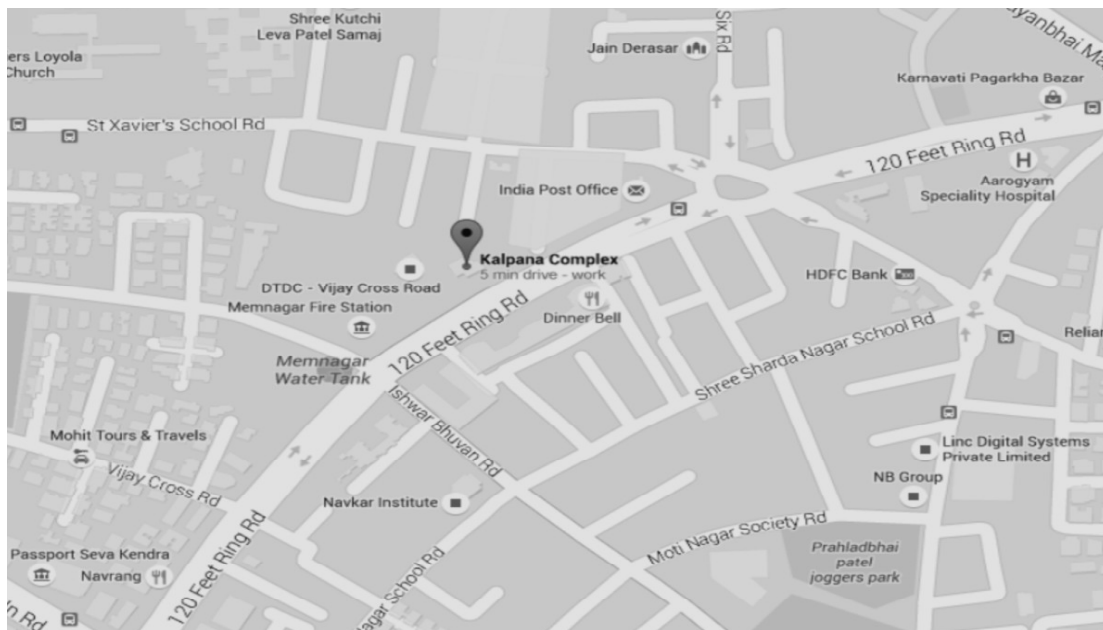 Shree Kutchi
Leva Patel Samaj
ers Loyola
Church
Jain Derasar
Six Rd
ayanbhai Ma
Karnavati Pagarkha Bazar
St Xavier's School Rd
120 Feet Ring Rd
H
Aarogyam
Speciality Hospital
India Post Office
Kalpana Complex
5 min drive - work
DTDC - Vijay Cross Road
HDFC Bank
Memnagar Fire Station
Dinner Bell
120 Feet Ring Rd
Shree Sharda Nagar School Rd
Relian
Memnagar
Water Tank
Ishwar Bhuvan Rd
Mohit Tours & Travels
Vijay Cross Rd
Linc Digital Systems
Private Limited
NB Group
Navkar Institute
Moti Nagar Society Rd
Prahladbhai
patel
joggers park
Passport Seva Kendra
Navrang
120 Feet Ring Rd
Nagar School Rd
n Rd